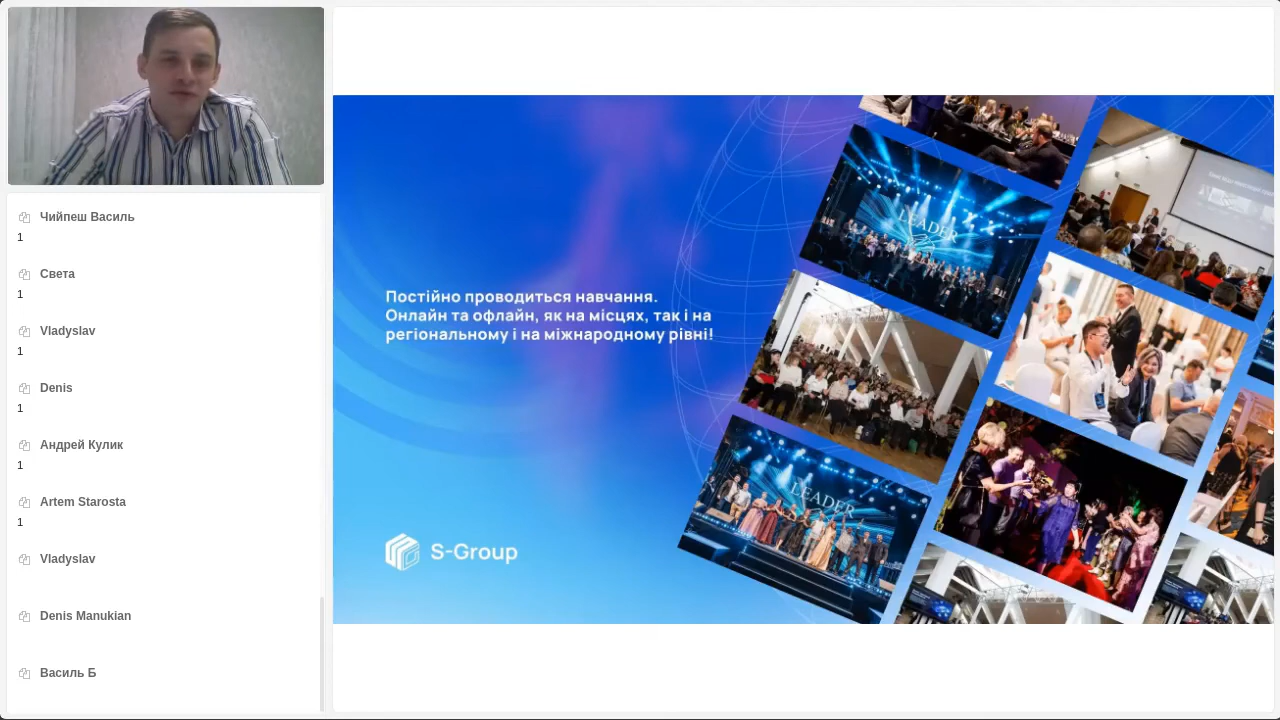 Чийпеш Василь
1
Света
1
Vladyslav
1
Denis
1
Андрей Кулик
1
Artem Starosta
1
Vladyslav
Denis Manukian
Василь Б
Постійно проводиться навчання.
Онлайн та офлайн, як на місцях, так і на
регіональному і на міжнародному рівні!
S-Group
LEADER
LEADER